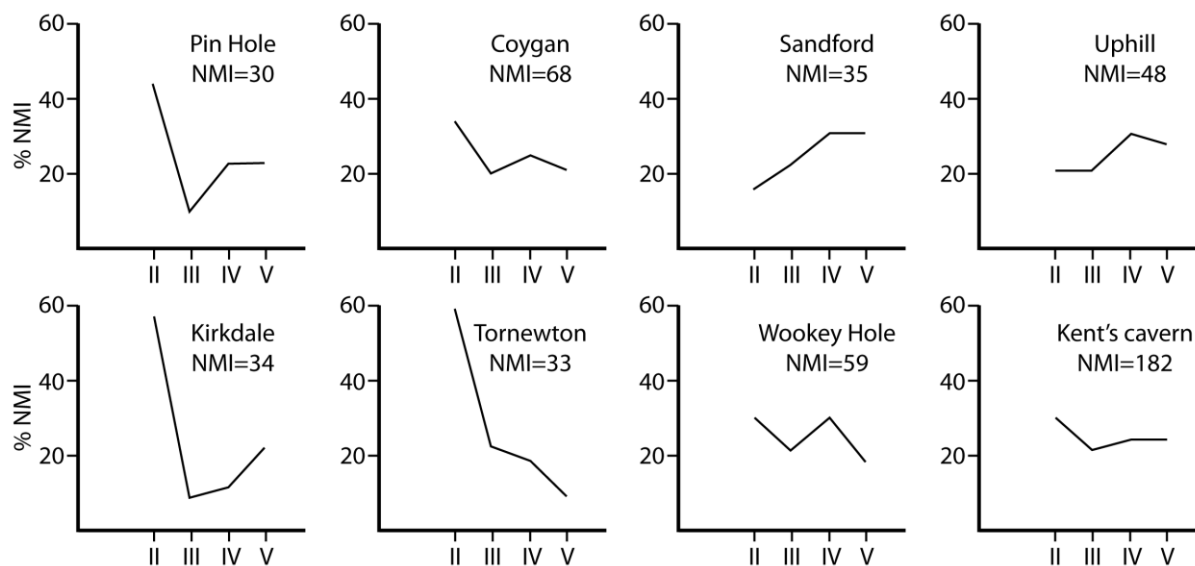 60
40
20
% NMI
Pin Hole
NMI=30
II III IV V
60
40
20
Coygan
NMI=68
II III IV V
60
40
20
Sandford
NMI=35
II III IV V
60
40
20
Uphill
NMI=48
II III IV V
60
40
20
% NMI
Kirkdale
NMI=34
II III IV V
60
40
20
Tornewton
NMI=33
II III IV V
60
40
20
Wookey Hole
NMI=59
II III IV V
60
40
20
Kent's cavern
NMI=182
II III IV V